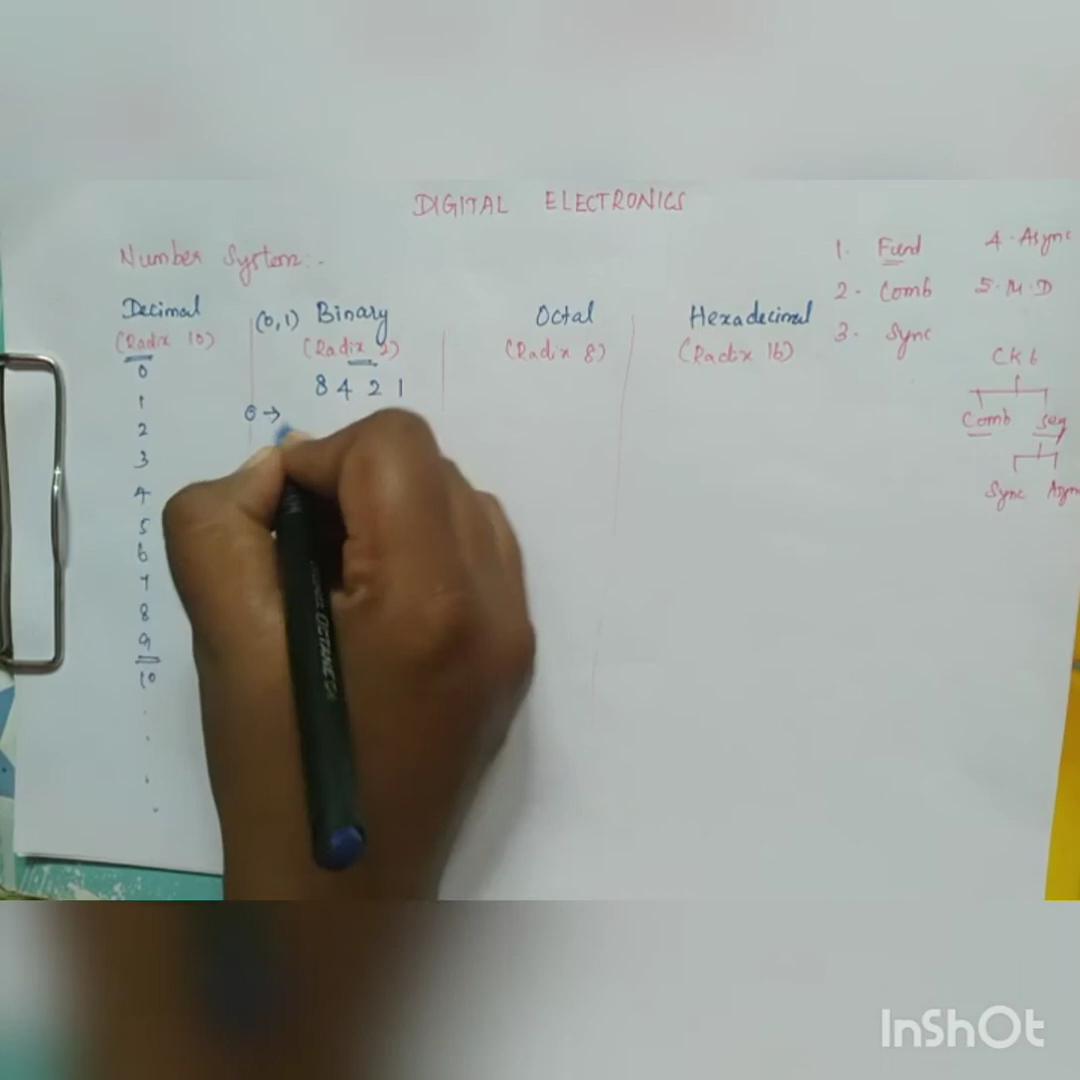 DIGITAL ELECTRONICS
Number System:-
1. Fund
4. Async
2- Comb
5. M.D
3- Sync
Decimal
(Radix 10)
0
1
2
3
4
5
6
7
8
9
10
(0,1) Binary
(Radix 2)
8 4 2 1
0 →
Octal
(Radix 8)
Hexadecimal
(Radix 16)
Ckt
Comb Seq
Sync Asyn
InShOt